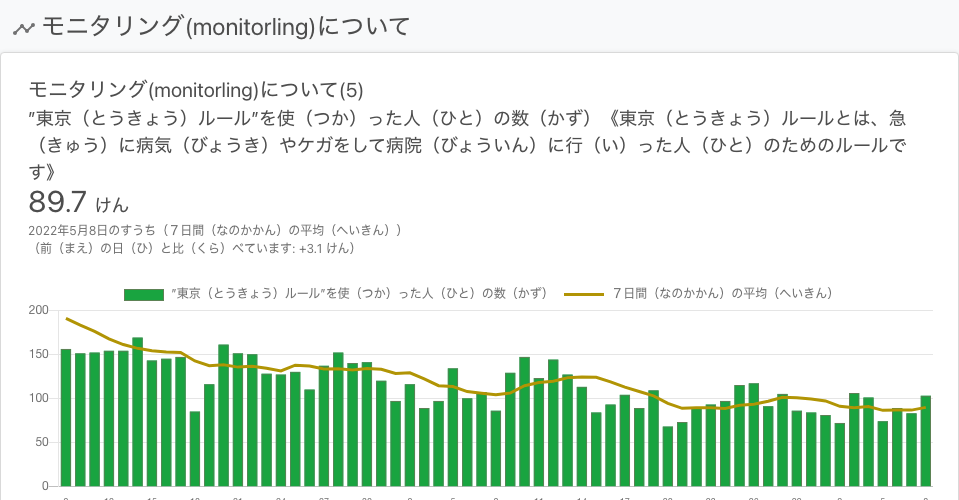 モニタリング(monitorling)について
モニタリング(monitorling)について(5)
”東京（とうきょう）ルール”を使（つか）った人（ひと）の数（かず）《東京（とうきょう）ルールとは、急
（きゅう）に病気（びょうき）やケガをして病院（びょういん）に行（い）った人（ひと）のためのルールで
す》
89.7 けん
2022年5月8日のすうち（７日間（なのかかん）の平均（へいきん））
（前（まえ）の日（ひ）と比（くら）べています: +3.1 けん）
”東京（とうきょう）ルール”を使（つか）った人（ひと）の数（かず） ７日間（なのかかん）の平均（へいきん）
200
150
100
50
0